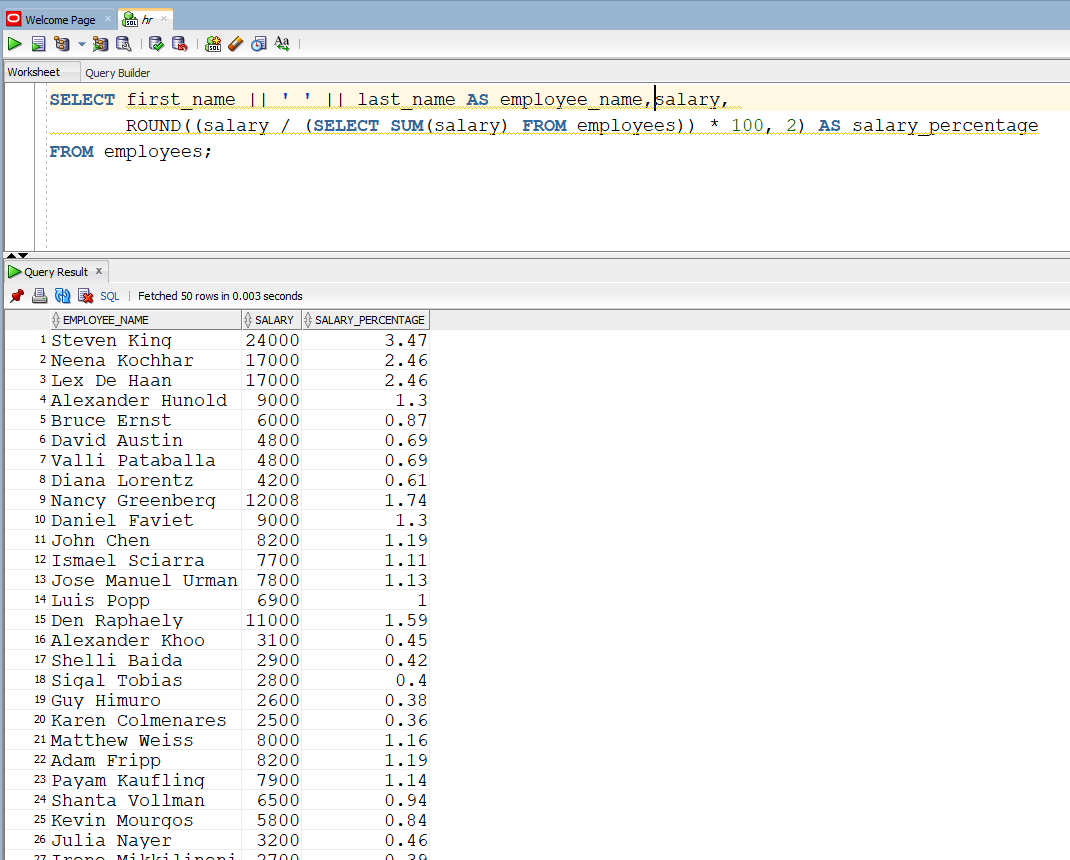 Welcome Page × hr ×
Worksheet Query Builder
SELECT first_name || ' ' || last_name AS employee_name,salary,
ROUND((salary / (SELECT SUM(salary) FROM employees)) * 100, 2) AS salary_percentage
FROM employees;
Query Result ×
SQL | Fetched 50 rows in 0.003 seconds
EMPLOYEE_NAME SALARY SALARY_PERCENTAGE
1 Steven King 24000 3.47
2 Neena Kochhar 17000 2.46
3 Lex De Haan 17000 2.46
4 Alexander Hunold 9000 1.3
5 Bruce Ernst 6000 0.87
6 David Austin 4800 0.69
7 Valli Pataballa 4800 0.69
8 Diana Lorentz 4200 0.61
9 Nancy Greenberg 12008 1.74
10 Daniel Faviet 9000 1.3
11 John Chen 8200 1.19
12 Ismael Sciarra 7700 1.11
13 Jose Manuel Urman 7800 1.13
14 Luis Popp 6900 1
15 Den Raphaely 11000 1.59
16 Alexander Khoo 3100 0.45
17 Shelli Baida 2900 0.42
18 Sigal Tobias 2800 0.4
19 Guy Himuro 2600 0.38
20 Karen Colmenares 2500 0.36
21 Matthew Weiss 8000 1.16
22 Adam Fripp 8200 1.19
23 Payam Kaufling 7900 1.14
24 Shanta Vollman 6500 0.94
25 Kevin Mourgos 5800 0.84
26 Julia Nayer 3200 0.46
27 Irene Mikkilineni 2700 0.39